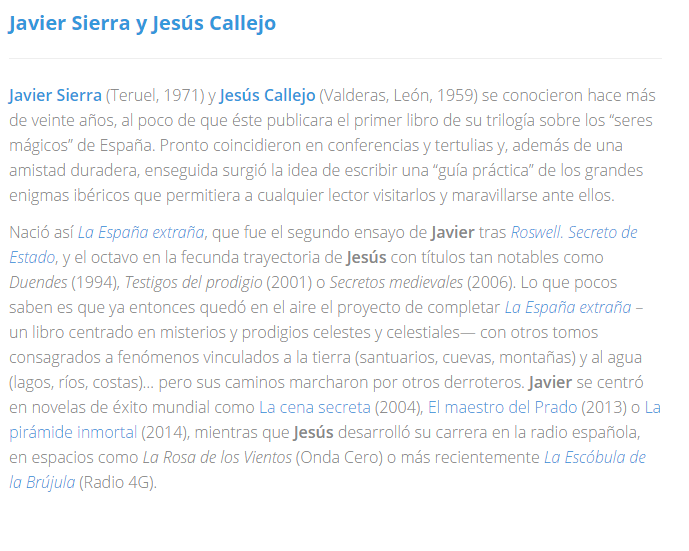 Javier Sierra y Jesús Callejo
Javier Sierra (Teruel, 1971) y Jesús Callejo (Valderas, León, 1959) se conocieron hace más
de veinte años, al poco de que éste publicara el primer libro de su trilogía sobre los “seres
mágicos” de España. Pronto coincidieron en conferencias y tertulias y, además de una
amistad duradera, enseguida surgió la idea de escribir una “guía práctica” de los grandes
enigmas ibéricos que permitiera a cualquier lector visitarlos y maravillarse ante ellos.
Nació así La España extraña, que fue el segundo ensayo de Javier tras Roswell. Secreto de
Estado, y el octavo en la fecunda trayectoria de Jesús con títulos tan notables como
Duendes (1994), Testigos del prodigio (2001) o Secretos medievales (2006). Lo que pocos
saben es que ya entonces quedó en el aire el proyecto de completar La España extraña –
un libro centrado en misterios y prodigios celestes y celestiales— con otros tomos
consagrados a fenómenos vinculados a la tierra (santuarios, cuevas, montañas) y al agua
(lagos, ríos, costas)... pero sus caminos marcharon por otros derroteros. Javier se centró
en novelas de éxito mundial como La cena secreta (2004), El maestro del Prado (2013) o La
pirámide inmortal (2014), mientras que Jesús desarrolló su carrera en la radio española,
en espacios como La Rosa de los Vientos (Onda Cero) o más recientemente La Escóbula de
la Brújula (Radio 4G).